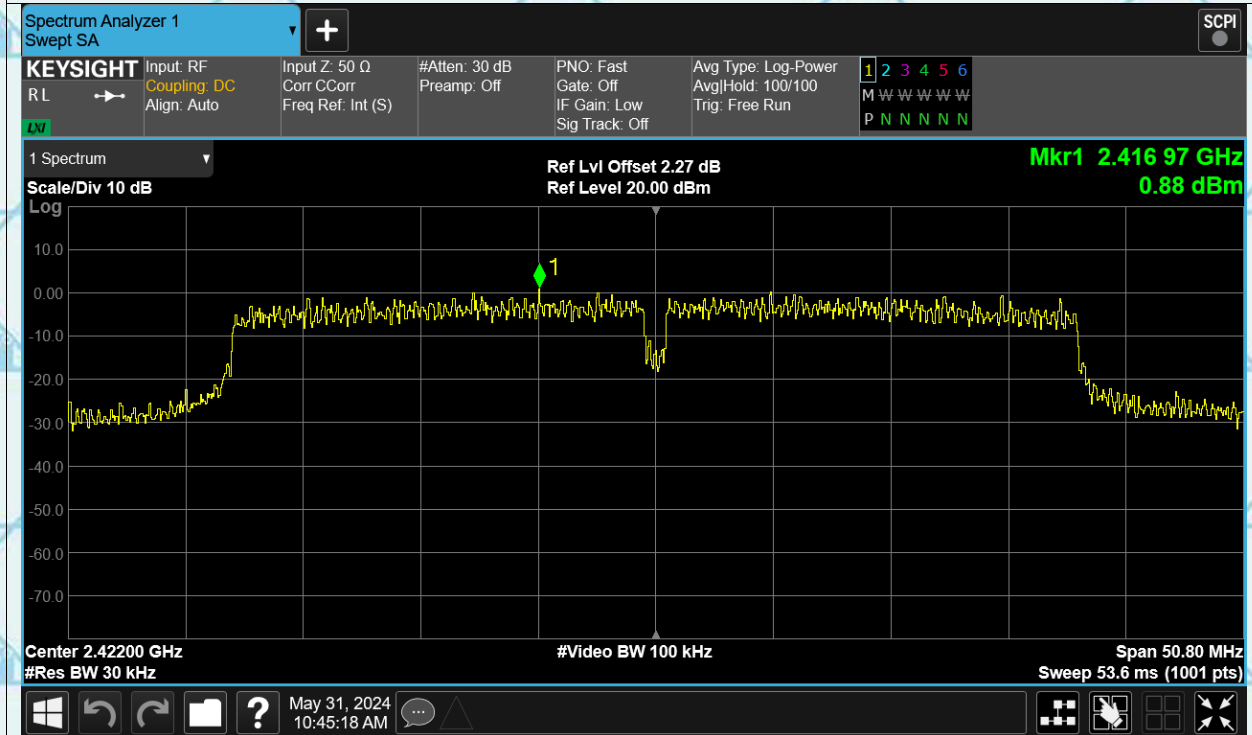 Spectrum Analyzer 1
Swept SA
+
SCPI
KEYSIGHT
R L
LXI
Input: RF
Coupling: DC
Align: Auto
Input Z: 50 Ω
Corr CCorr
Freq Ref: Int (S)
#Atten: 30 dB
Preamp: Off
PNO: Fast
Gate: Off
IF Gain: Low
Sig Track: Off
Avg Type: Log-Power
Avg|Hold: 100/100
Trig: Free Run
1 2 3 4 5 6
M W W W W W
P N N N N N
1 Spectrum
Scale/Div 10 dB
Log
Ref Lvl Offset 2.27 dB
Ref Level 20.00 dBm
Mkr1 2.416 97 GHz
0.88 dBm
1
10.0
0.00
-10.0
-20.0
-30.0
-40.0
-50.0
-60.0
-70.0
Center 2.42200 GHz
#Res BW 30 kHz
#Video BW 100 kHz
Span 50.80 MHz
Sweep 53.6 ms (1001 pts)
?
May 31, 2024
10:45:18 AM